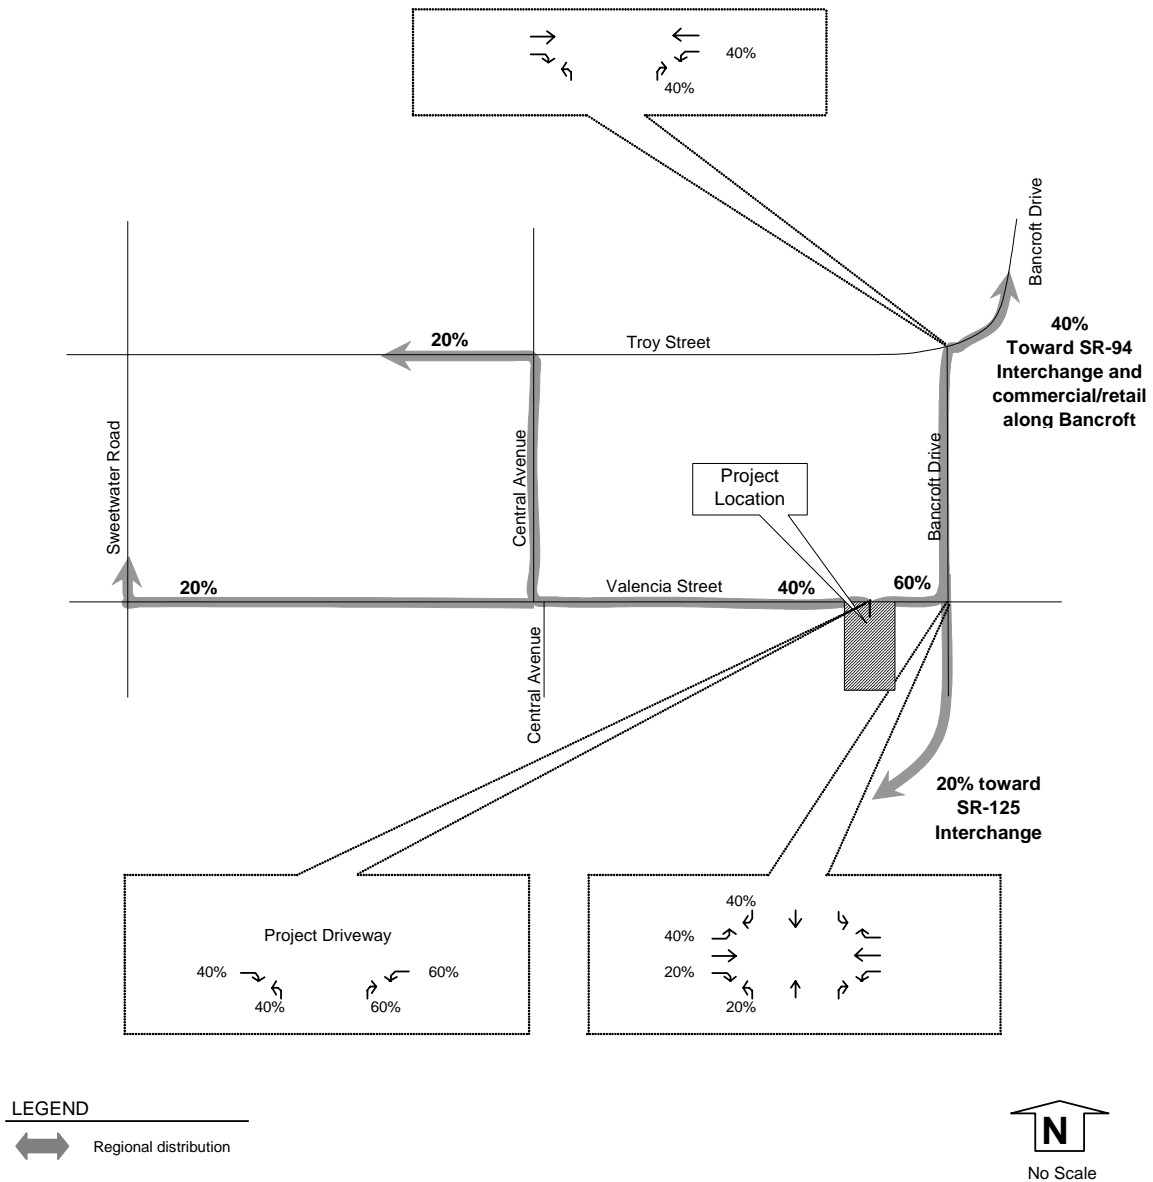 40%
40%
Bancroft Drive
20%
Troy Street
40%
Toward SR-94
Interchange and
commercial/retail
along Bancroft
Sweetwater Road
Central Avenue
Bancroft Drive
Project
Location
20%
Valencia Street
40%
60%
Central Avenue
20% toward
SR-125
Interchange
Project Driveway
40%
60%
40%
60%
40%
40%
20%
20%
LEGEND
Regional distribution
N
No Scale